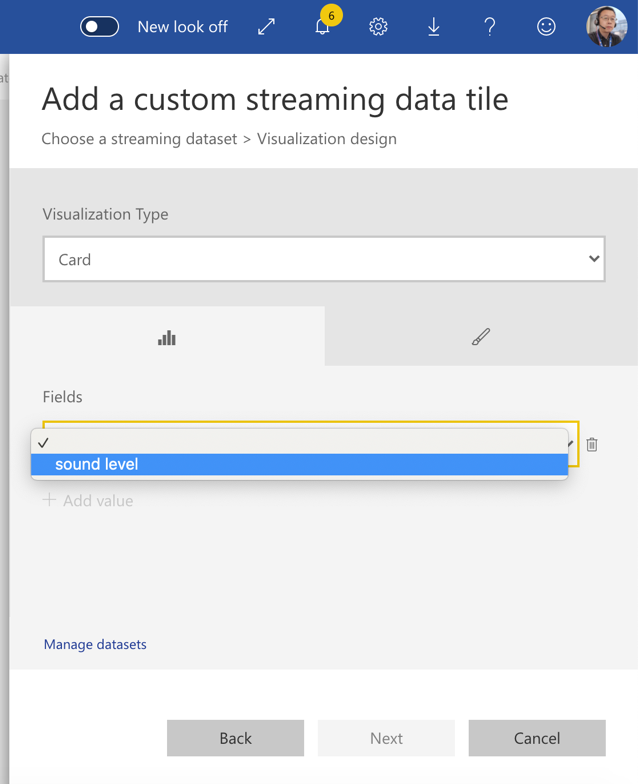 New look off
6
at
Add a custom streaming data tile
Choose a streaming dataset > Visualization design
Visualization Type
Card
Fields
sound level
+ Add value
Manage datasets
Back
Next
Cancel